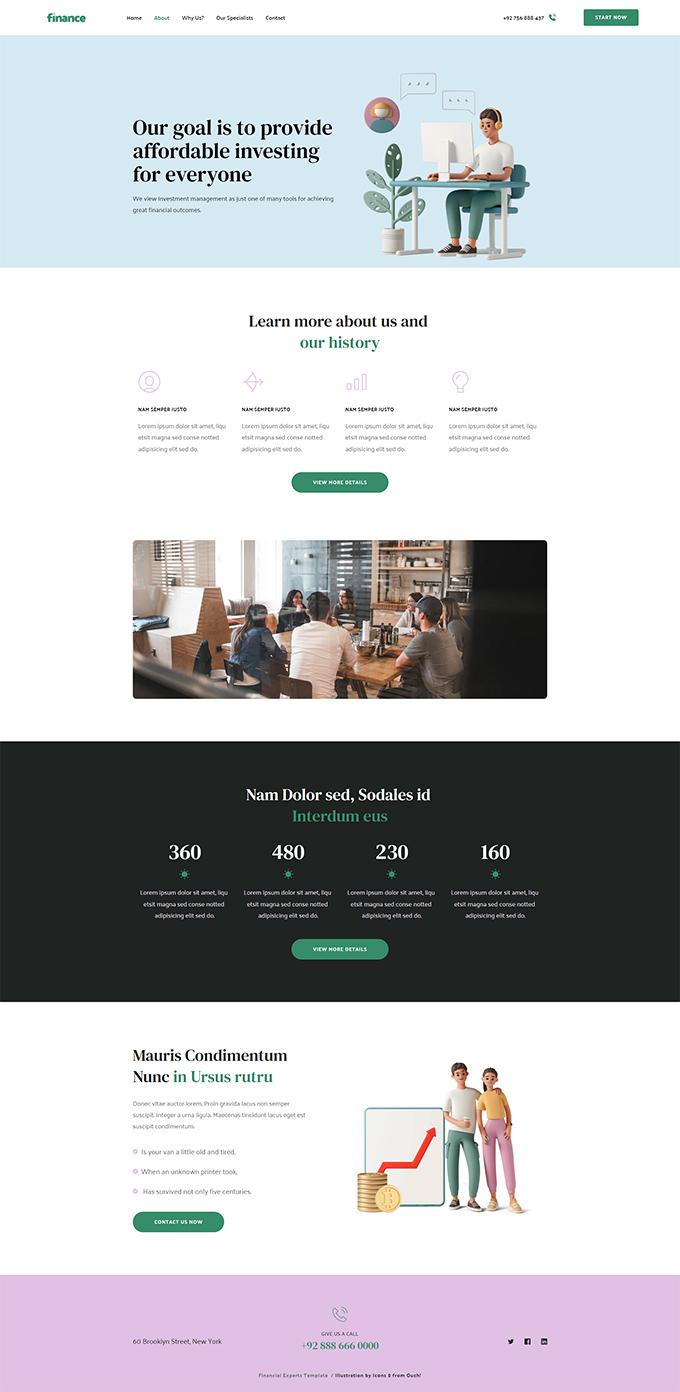 finance
Home About Why Us? Our Specialists Contact
+92 756 888 437
START NOW
Our goal is to provide
affordable investing
for everyone
We view investment management as just one of many tools for achieving
great financial outcomes.
Learn more about us and
our history
NAM SEMPER IUSTO
Lorem ipsum dolor sit amet, liqu
etsit magna sed conse notted
adipisicing elit sed do.
NAM SEMPER IUSTO
Lorem ipsum dolor sit amet, liqu
etsit magna sed conse notted
adipisicing elit sed do.
NAM SEMPER IUSTO
Lorem ipsum dolor sit amet, liqu
etsit magna sed conse notted
adipisicing elit sed do.
NAM SEMPER IUSTO
Lorem ipsum dolor sit amet, liqu
etsit magna sed conse notted
adipisicing elit sed do.
VIEW MORE DETAILS
Nam Dolor sed, Sodales id
Interdum eus
360
Lorem ipsum dolor sit amet, liqu
etsit magna sed conse notted
adipisicing elit sed do.
480
Lorem ipsum dolor sit amet, liqu
etsit magna sed conse notted
adipisicing elit sed do.
230
Lorem ipsum dolor sit amet, liqu
etsit magna sed conse notted
adipisicing elit sed do.
160
Lorem ipsum dolor sit amet, liqu
etsit magna sed conse notted
adipisicing elit sed do.
VIEW MORE DETAILS
Mauris Condimentum
Nunc in Ursus rutru
Donec vitae auctor lorem. Proin gravida lacus non semper
suscipit. Integer a urna ligula. Maecenas tincidunt lacus eget est
suscipit condimentum.
Is your van a little old and tired.
When an unknown printer took.
Has survived not only five centuries.
CONTACT US NOW
60 Brooklyn Street, New York
GIVE US A CALL
+92 888 666 0000
Financial Experts Template / Illustration by Icons 8 from Ouch!